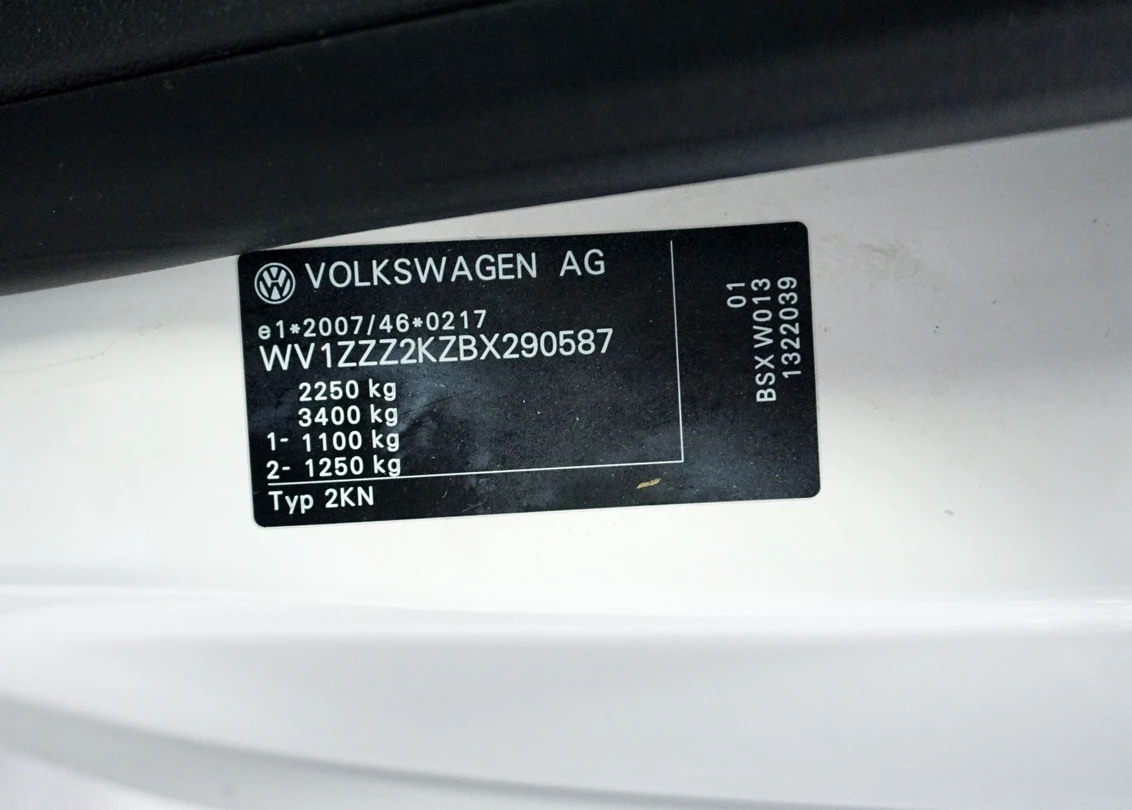 VOLKSWAGEN AG
e1*2007/46*0217
WV1ZZZ2KZBX290587
2250 kg
3400 kg
1- 1100 kg
2- 1250 kg
Typ 2KN
01
BSX W013
1322039